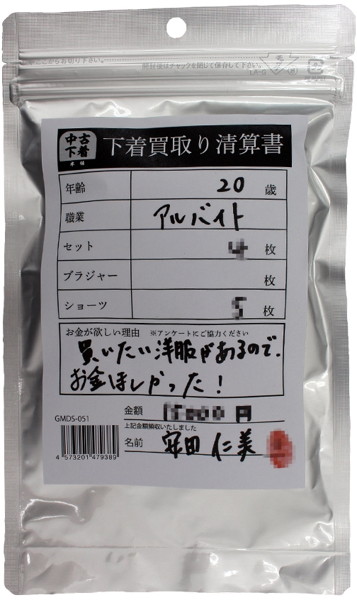 中古
下着 下着買取り清算書
年齢 20 歳
職業 アルバイト
セット 枚
ブラジャー 枚
ショーツ 枚
お金が欲しい理由 ※アンケートにご協力ください
買いたい洋服があるので、
お金ほしかった!
金額 円
GMDS-051
上記金額領収いたしました
4 573201 479389
名前 仁美